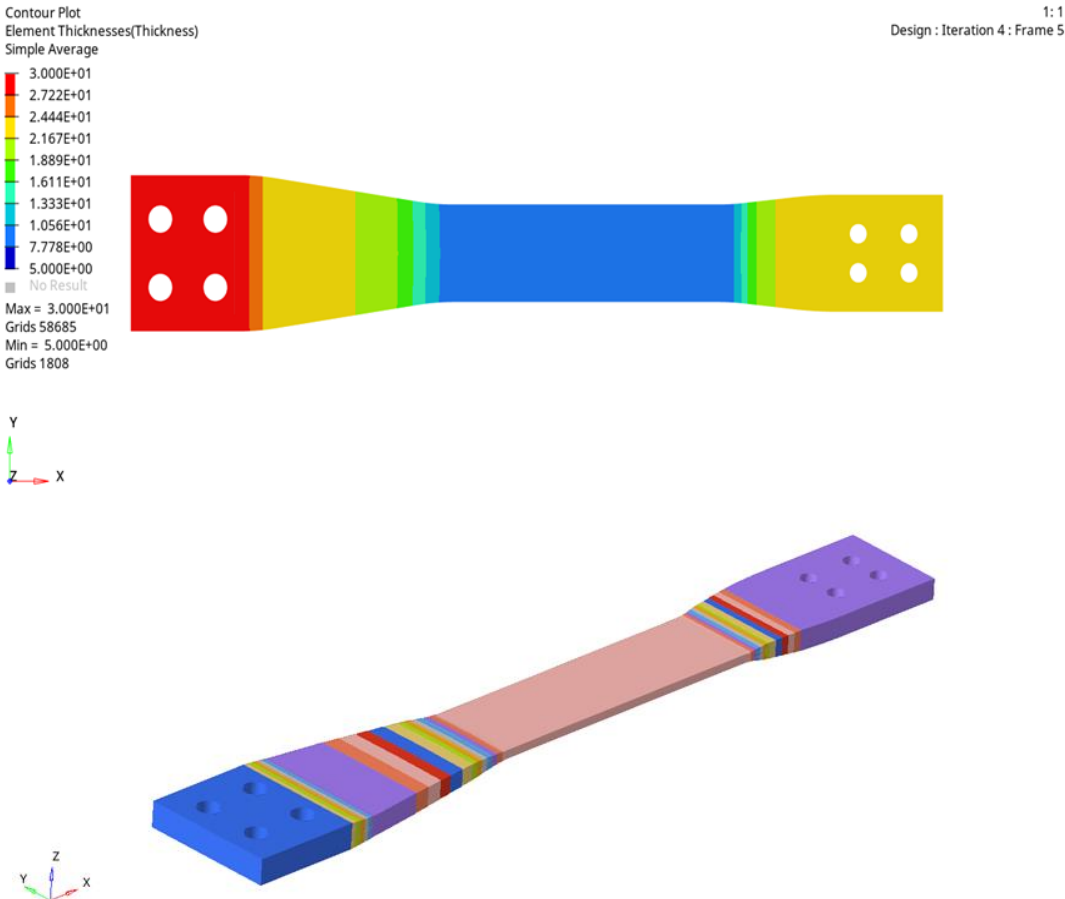 Contour Plot
Element Thicknesses(Thickness)
Simple Average
3.000E+01
2.722E+01
2.444E+01
2.167E+01
1.889E+01
1.611E+01
1.333E+01
1.056E+01
7.778E+00
5.000E+00
No Result
Max = 3.000E+01
Grids 58685
Min = 5.000E+00
Grids 1808
1: 1
Design : Iteration 4 : Frame 5
Y
Z X
Z
Y X